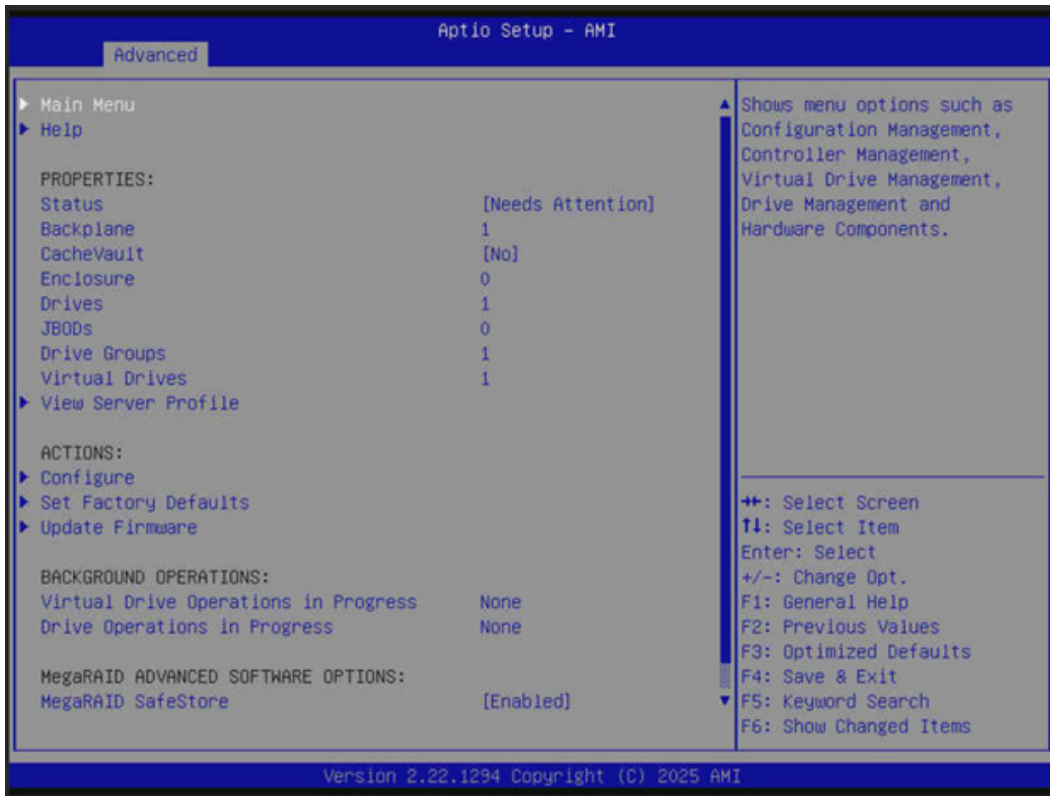 Aptio Setup – AMI
Advanced
Main Menu
Help
PROPERTIES:
Status [Needs Attention]
Backplane 1
CacheVault [No]
Enclosure 0
Drives 1
JBODs 0
Drive Groups 1
Virtual Drives 1
View Server Profile
ACTIONS:
Configure
Set Factory Defaults
Update Firmware
BACKGROUND OPERATIONS:
Virtual Drive Operations in Progress None
Drive Operations in Progress None
MegaRAID ADVANCED SOFTWARE OPTIONS:
MegaRAID SafeStore [Enabled]
Shows menu options such as
Configuration Management,
Controller Management,
Virtual Drive Management,
Drive Management and
Hardware Components.
→←: Select Screen
↑↓: Select Item
Enter: Select
+/-: Change Opt.
F1: General Help
F2: Previous Values
F3: Optimized Defaults
F4: Save & Exit
F5: Keyword Search
F6: Show Changed Items
Version 2.22.1294 Copyright (C) 2025 AMI